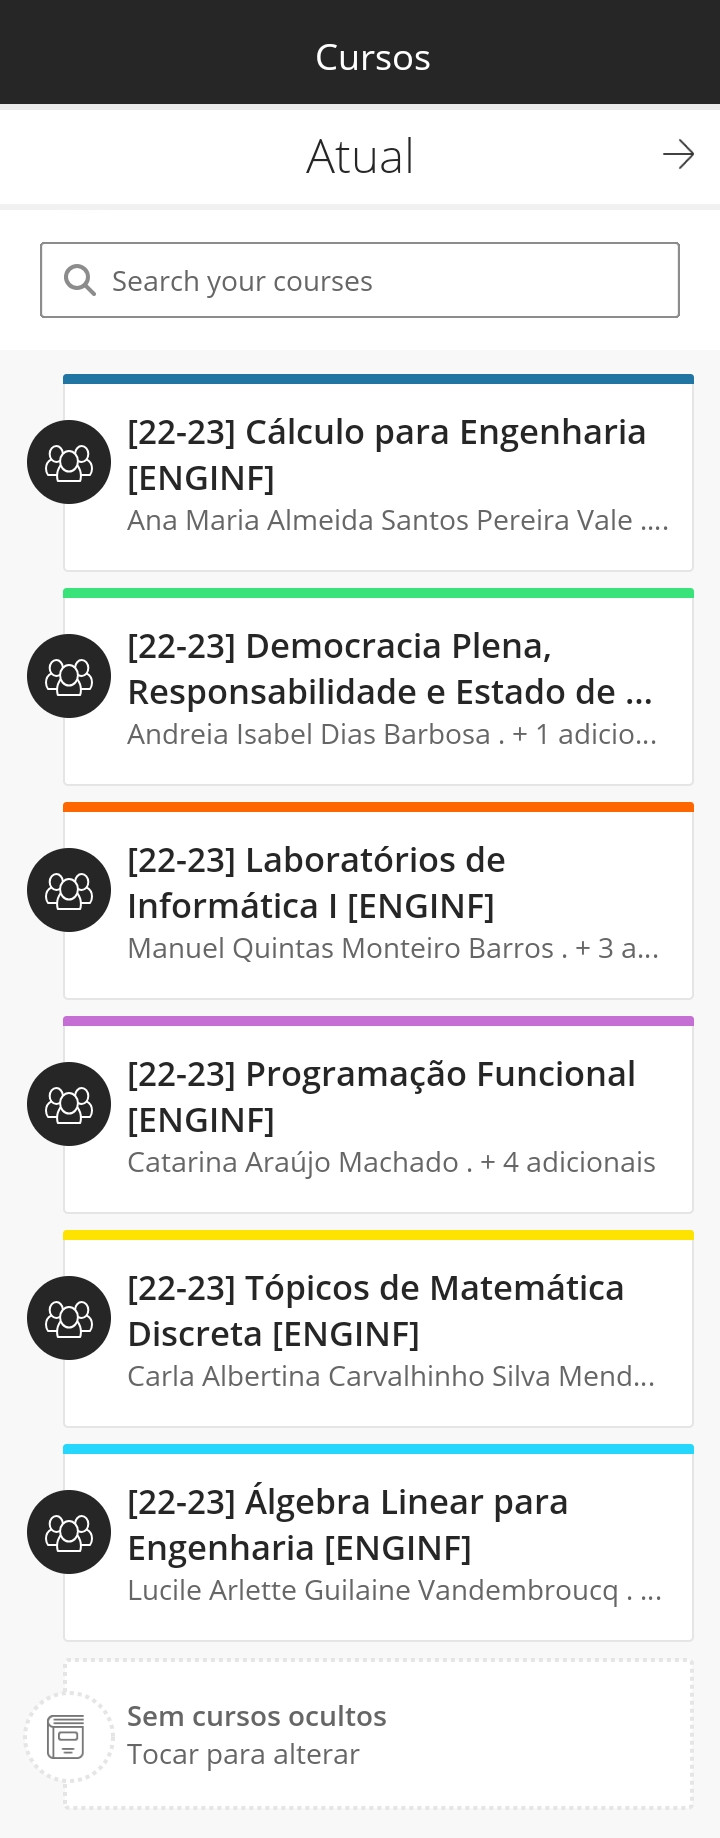 Cursos
Atual
Search your courses
[22-23] Cálculo para Engenharia
[ENGINF]
Ana Maria Almeida Santos Pereira Vale ....
[22-23] Democracia Plena,
Responsabilidade e Estado de ...
Andreia Isabel Dias Barbosa . + 1 adicio...
[22-23] Laboratórios de
Informática I [ENGINF]
Manuel Quintas Monteiro Barros . + 3 a...
[22-23] Programação Funcional
[ENGINF]
Catarina Araújo Machado . + 4 adicionais
[22-23] Tópicos de Matemática
Discreta [ENGINF]
Carla Albertina Carvalhinho Silva Mend...
[22-23] Álgebra Linear para
Engenharia [ENGINF]
Lucile Arlette Guilaine Vandembroucq . ...
Sem cursos ocultos
Tocar para alterar